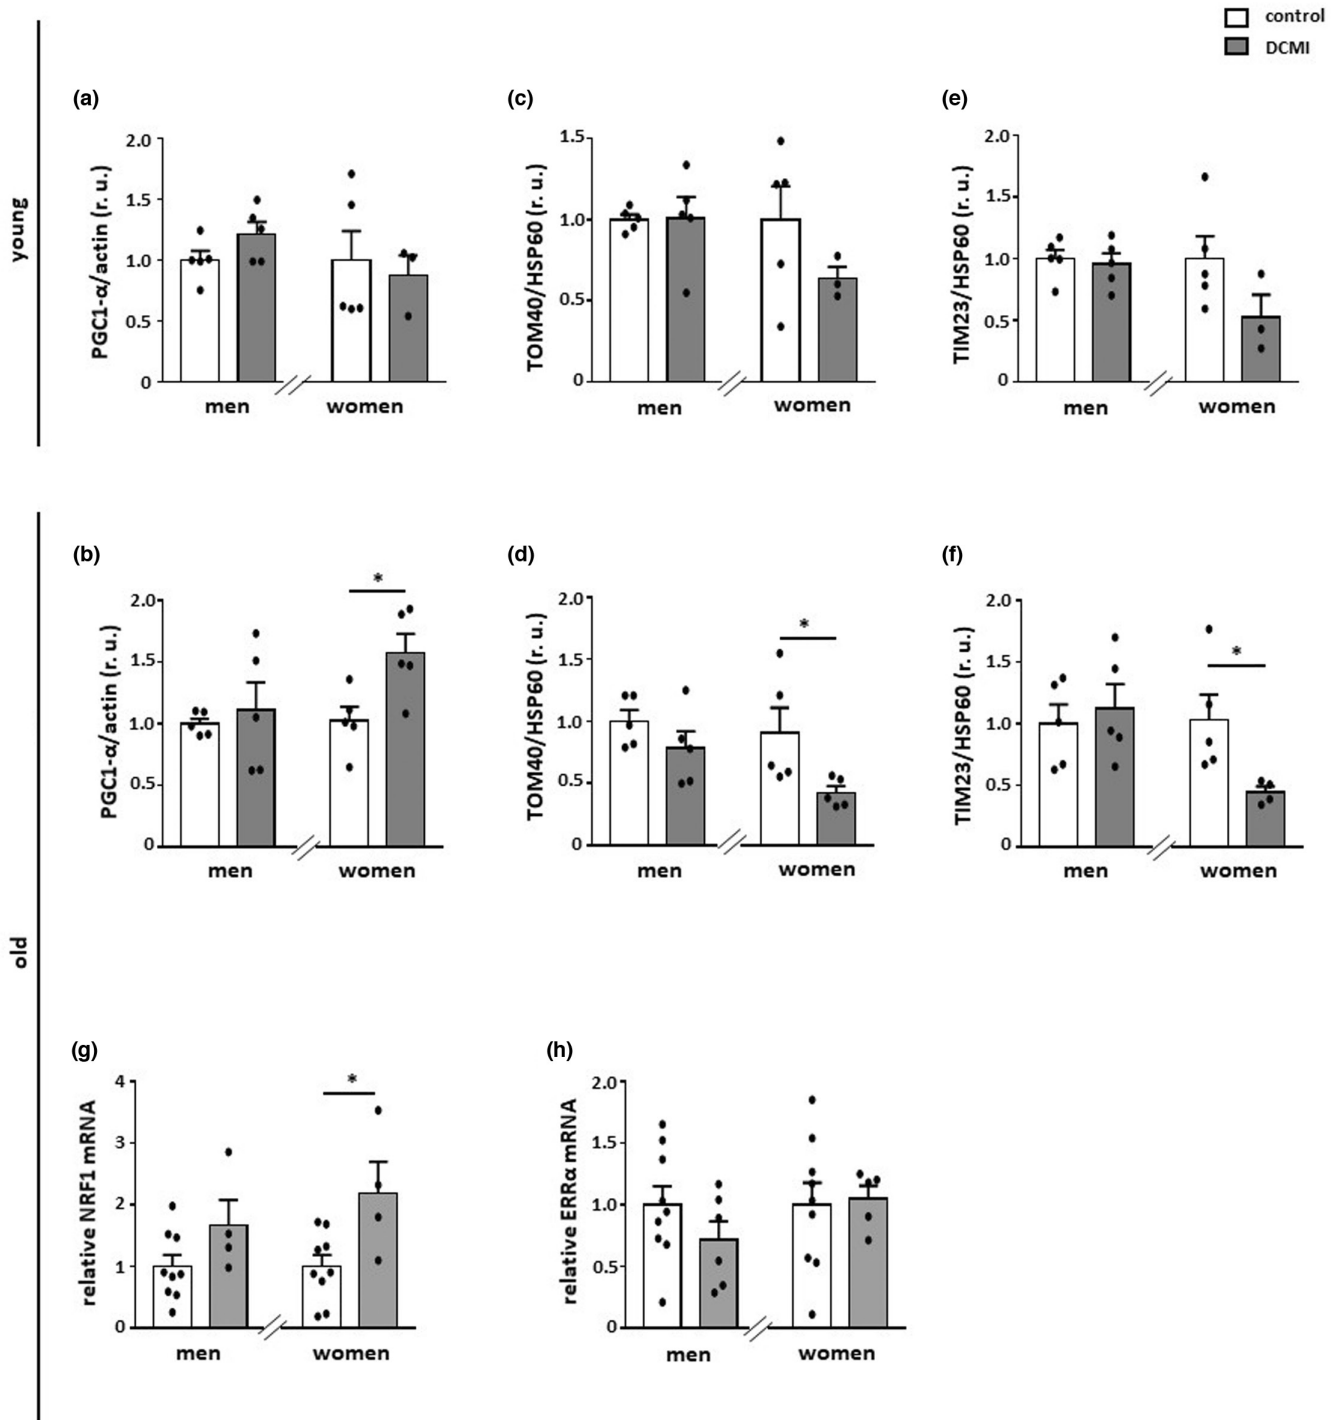 control
DCMI
young
(a)
PGC1-α/actin (r. u.)
2.0
1.5
1.0
0.5
0
men
women
(c)
TOM40/HSP60 (r. u.)
1.5
1.0
0.5
0
men
women
(e)
TIM23/HSP60 (r. u.)
2.0
1.5
1.0
0.5
0
men
women
old
(b)
PGC1-α/actin (r. u.)
2.0
1.5
1.0
0.5
0
*
men
women
(d)
TOM40/HSP60 (r. u.)
2.0
1.5
1.0
0.5
0
*
men
women
(f)
TIM23/HSP60 (r. u.)
2.0
1.5
1.0
0.5
0
*
men
women
(g)
relative NRF1 mRNA
4
3
2
1
0
*
men
women
(h)
relative ERRα mRNA
2.0
1.5
1.0
0.5
0
men
women